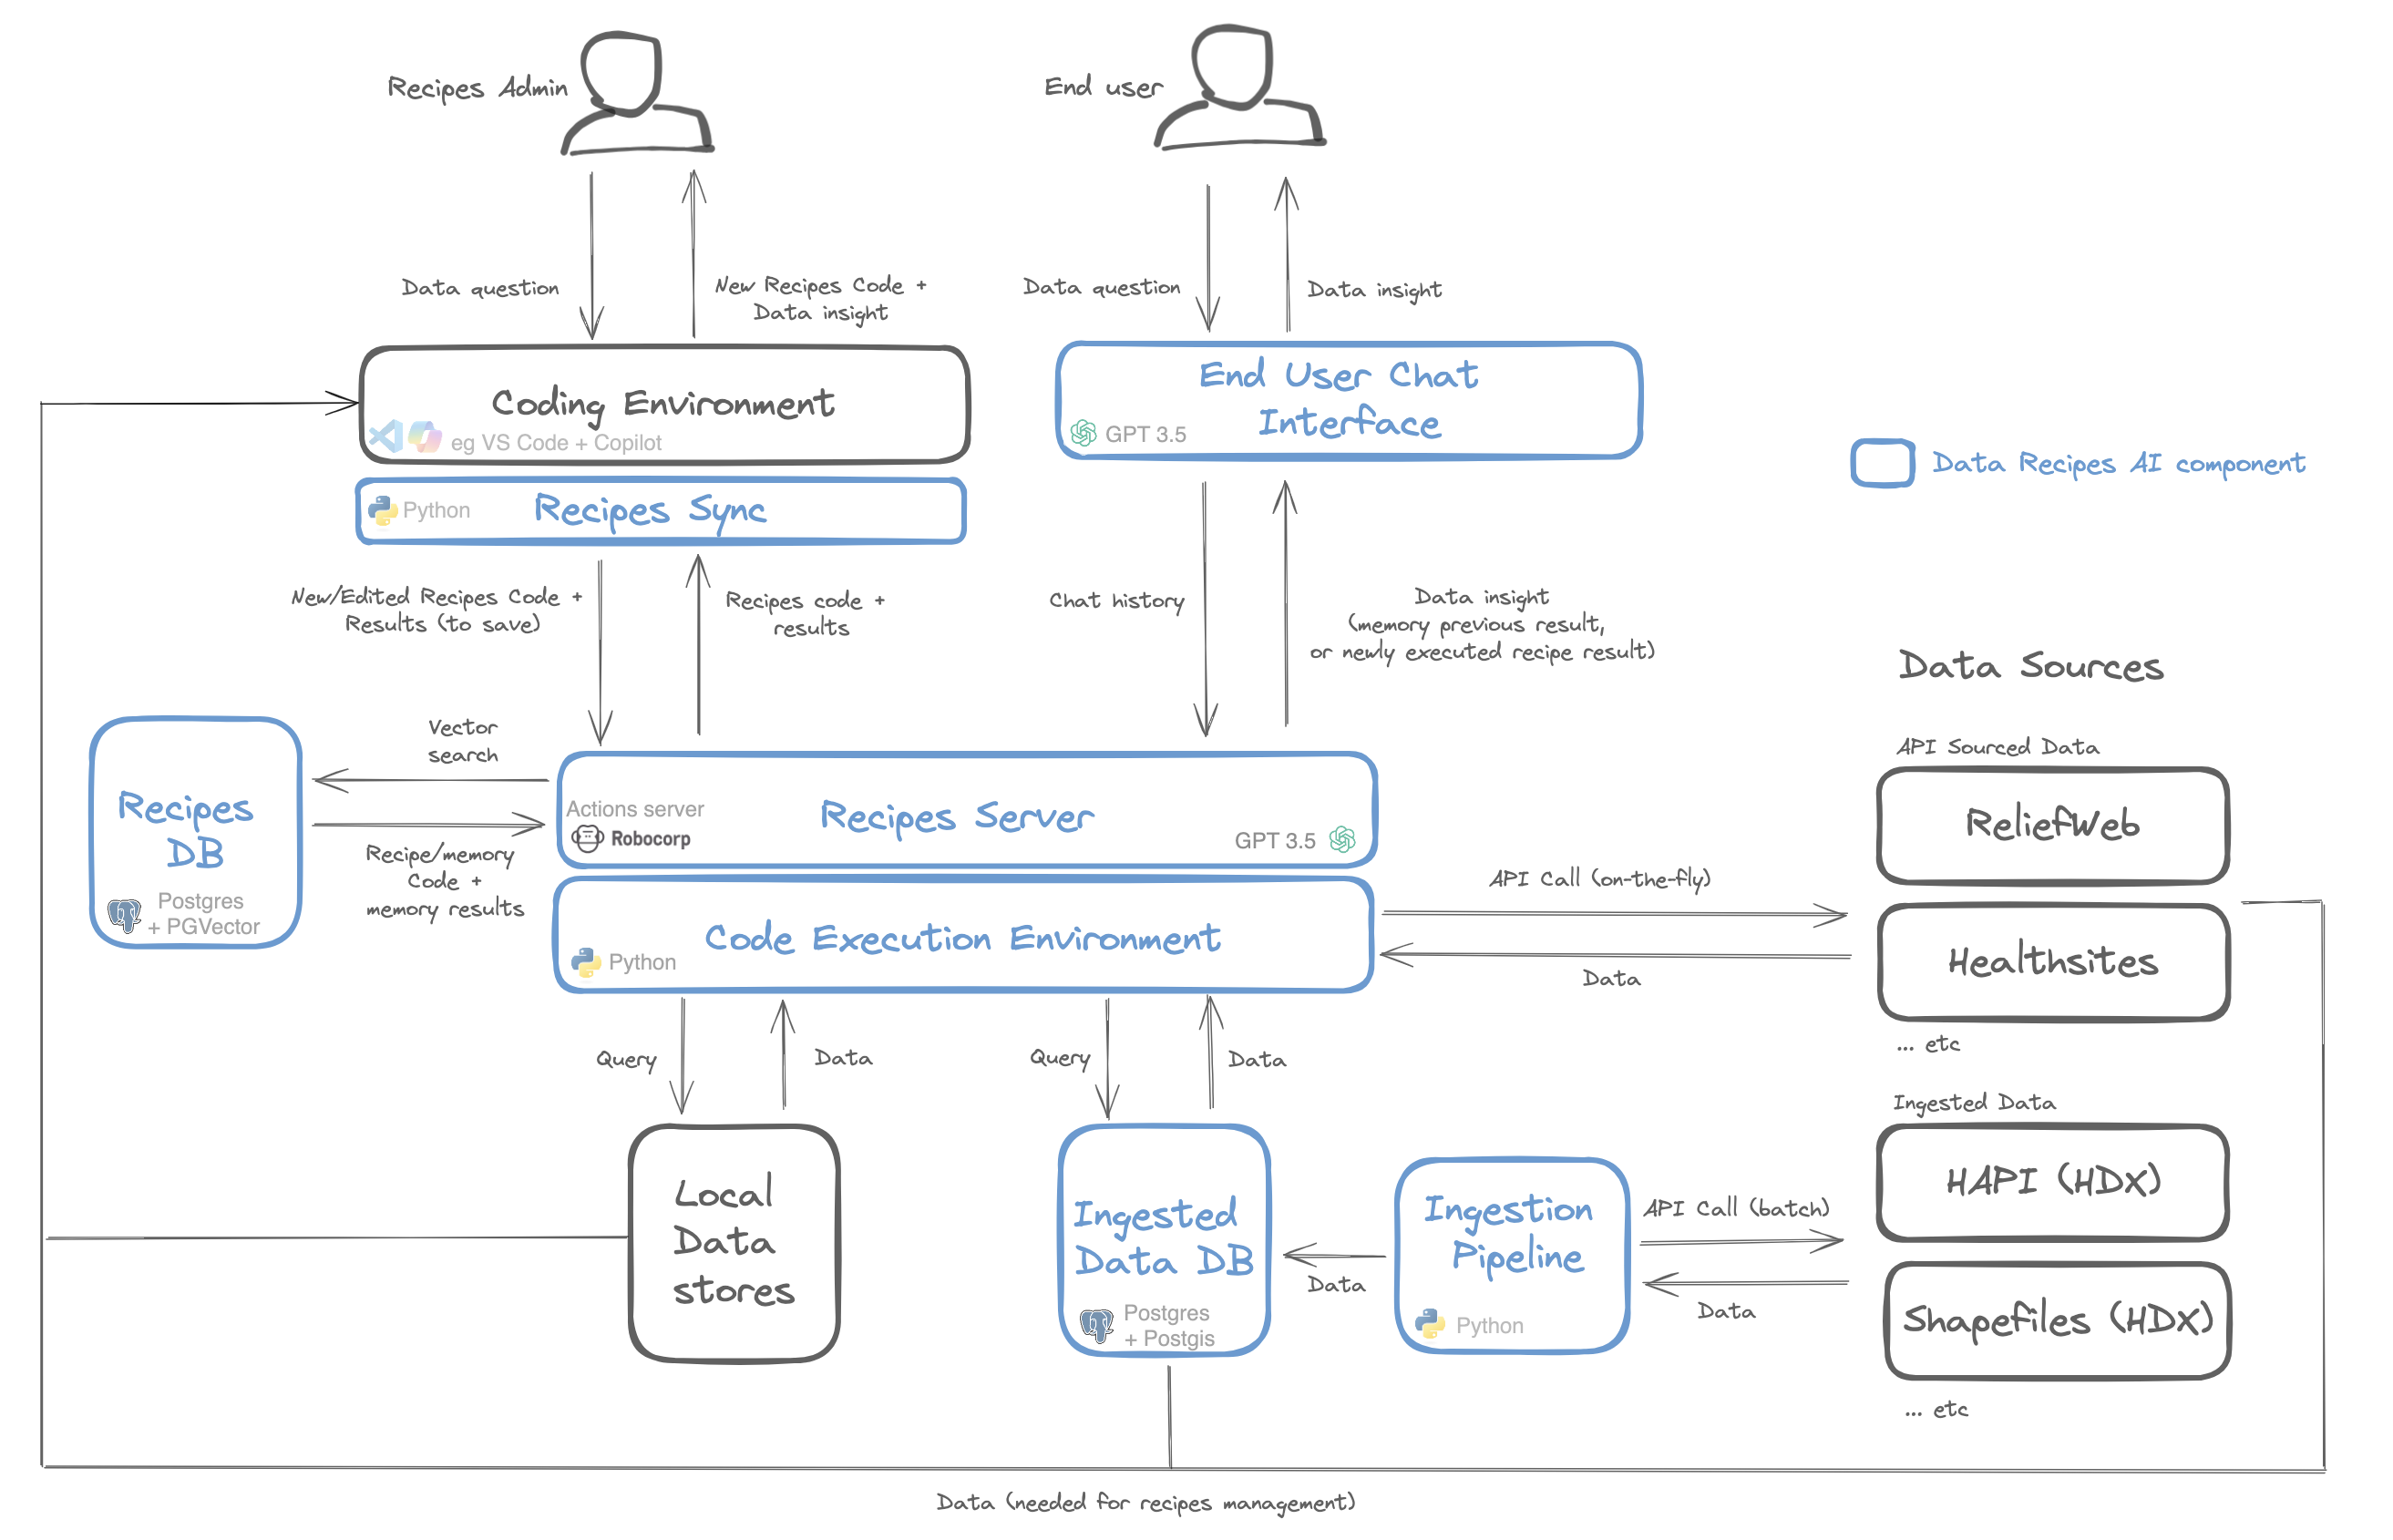 Recipes Admin
End user
Data question
New Recipes Code +
Data insight
Data question
Data insight
Coding Environment
eg VS Code + Copilot
End User Chat
Interface
GPT 3.5
Data Recipes AI component
Python
Recipes Sync
New/Edited Recipes Code +
Results (to save)
Recipes code +
results
Chat history
Data insight
(memory previous result,
or newly executed recipe result)
Data Sources
Vector
search
API Sourced Data
Recipes
DB
Postgres
+ PGVector
Recipe/memory
Code +
memory results
Actions server
Robocorp
Recipes Server
GPT 3.5
ReliefWeb
API Call (on-the-fly)
Code Execution Environment
Python
Data
Healthsites
... etc
Query
Data
Query
Data
Ingested Data
Local
Data
stores
Ingested
Data DB
Postgres
+ Postgis
Data
Ingestion
Pipeline
Python
API Call (batch)
Data
HAPI (HDX)
Shapefiles (HDX)
... etc
Data (needed for recipes management)